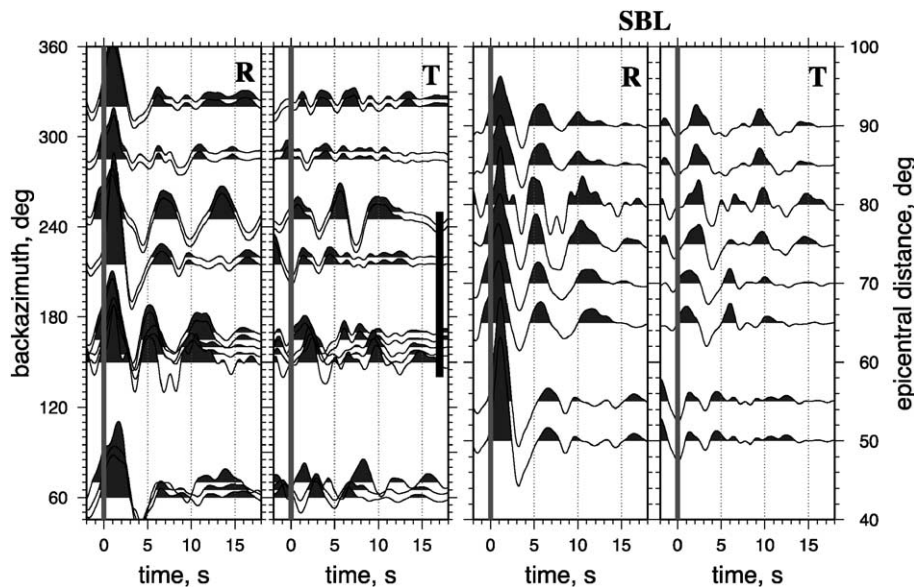 SBL
R
T
R
T
360
300
240
180
120
60
backazimuth, deg
100
90
80
70
60
50
40
epicentral distance, deg
0 5 10 15
0 5 10 15
0 5 10 15
0 5 10 15
time, s
time, s
time, s
time, s